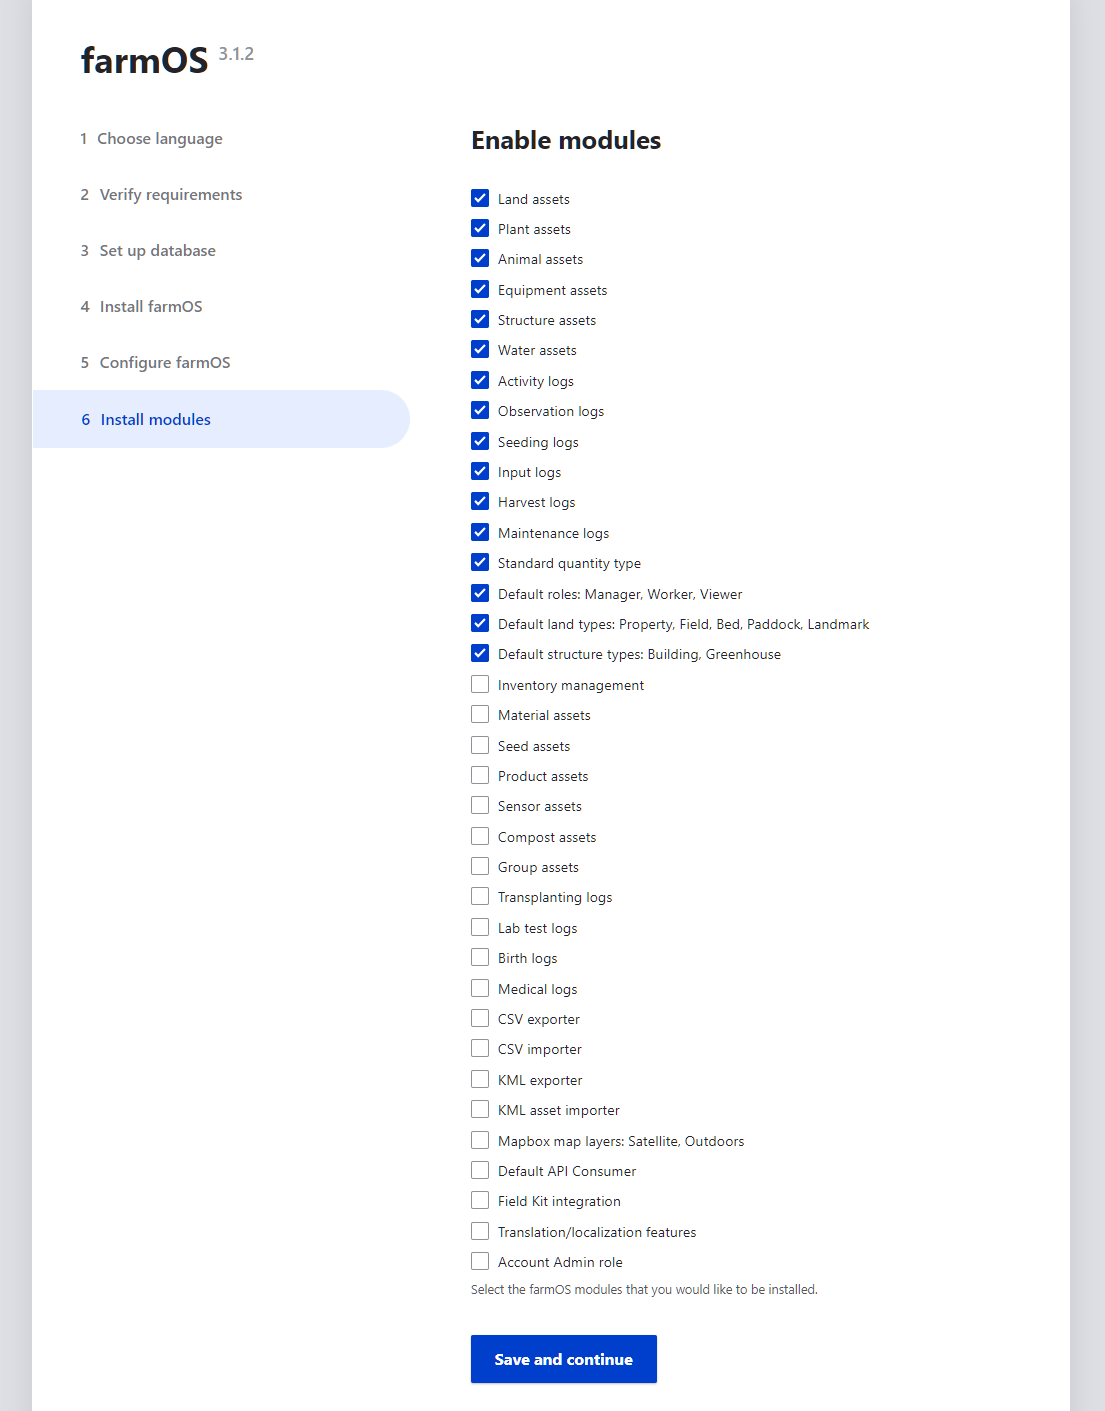 farmOS 3.1.2
1 Choose language
2 Verify requirements
3 Set up database
4 Install farmOS
5 Configure farmOS
6 Install modules
Enable modules
Land assets
Plant assets
Animal assets
Equipment assets
Structure assets
Water assets
Activity logs
Observation logs
Seeding logs
Input logs
Harvest logs
Maintenance logs
Standard quantity type
Default roles: Manager, Worker, Viewer
Default land types: Property, Field, Bed, Paddock, Landmark
Default structure types: Building, Greenhouse
Inventory management
Material assets
Seed assets
Product assets
Sensor assets
Compost assets
Group assets
Transplanting logs
Lab test logs
Birth logs
Medical logs
CSV exporter
CSV importer
KML exporter
KML asset importer
Mapbox map layers: Satellite, Outdoors
Default API Consumer
Field Kit integration
Translation/localization features
Account Admin role
Select the farmOS modules that you would like to be installed.
Save and continue